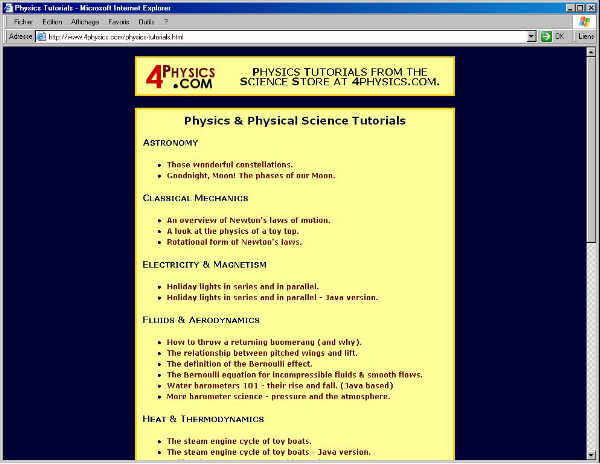 Physics Tutorials - Microsoft Internet Explorer
Fichier Edition Affichage Favoris Outils ?
Adresse http://www.4physics.com/physics-tutorials.html OK Liens
4PHYSICS .COM
PHYSICS TUTORIALS FROM THE
SCIENCE STORE AT 4PHYSICS.COM.
Physics & Physical Science Tutorials
ASTRONOMY
• Those wonderful constellations.
• Goodnight, Moon! The phases of our Moon.
CLASSICAL MECHANICS
• An overview of Newton's laws of motion.
• A look at the physics of a toy top.
• Rotational form of Newton's laws.
ELECTRICITY & MAGNETISM
• Holiday lights in series and in parallel.
• Holiday lights in series and in parallel - Java version.
FLUIDS & AERODYNAMICS
• How to throw a returning boomerang (and why).
• The relationship between pitched wings and lift.
• The definition of the Bernoulli effect.
• The Bernoulli equation for incompressible fluids & smooth flows.
• Water barometers 101 - their rise and fall. (Java based)
• More barometer science - pressure and the atmosphere.
HEAT & THERMODYNAMICS
• The steam engine cycle of toy boats.
• The steam engine cycle of toy boats - Java version.